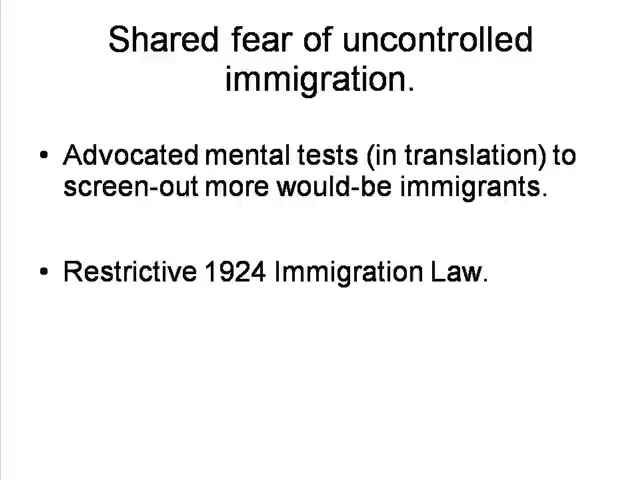 Shared fear of uncontrolled
immigration.
• Advocated mental tests (in translation) to
screen-out more would-be immigrants.
• Restrictive 1924 Immigration Law.